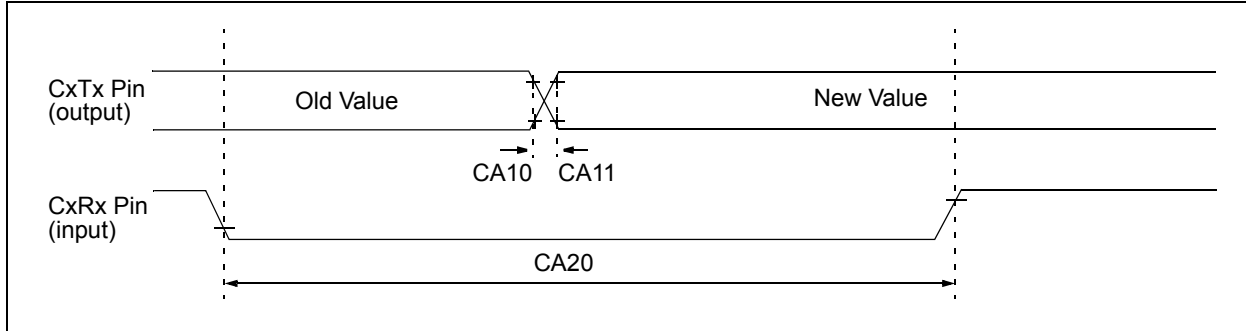 CxTx Pin
(output)
Old Value
New Value
CA10 CA11
CxRx Pin
(input)
CA20